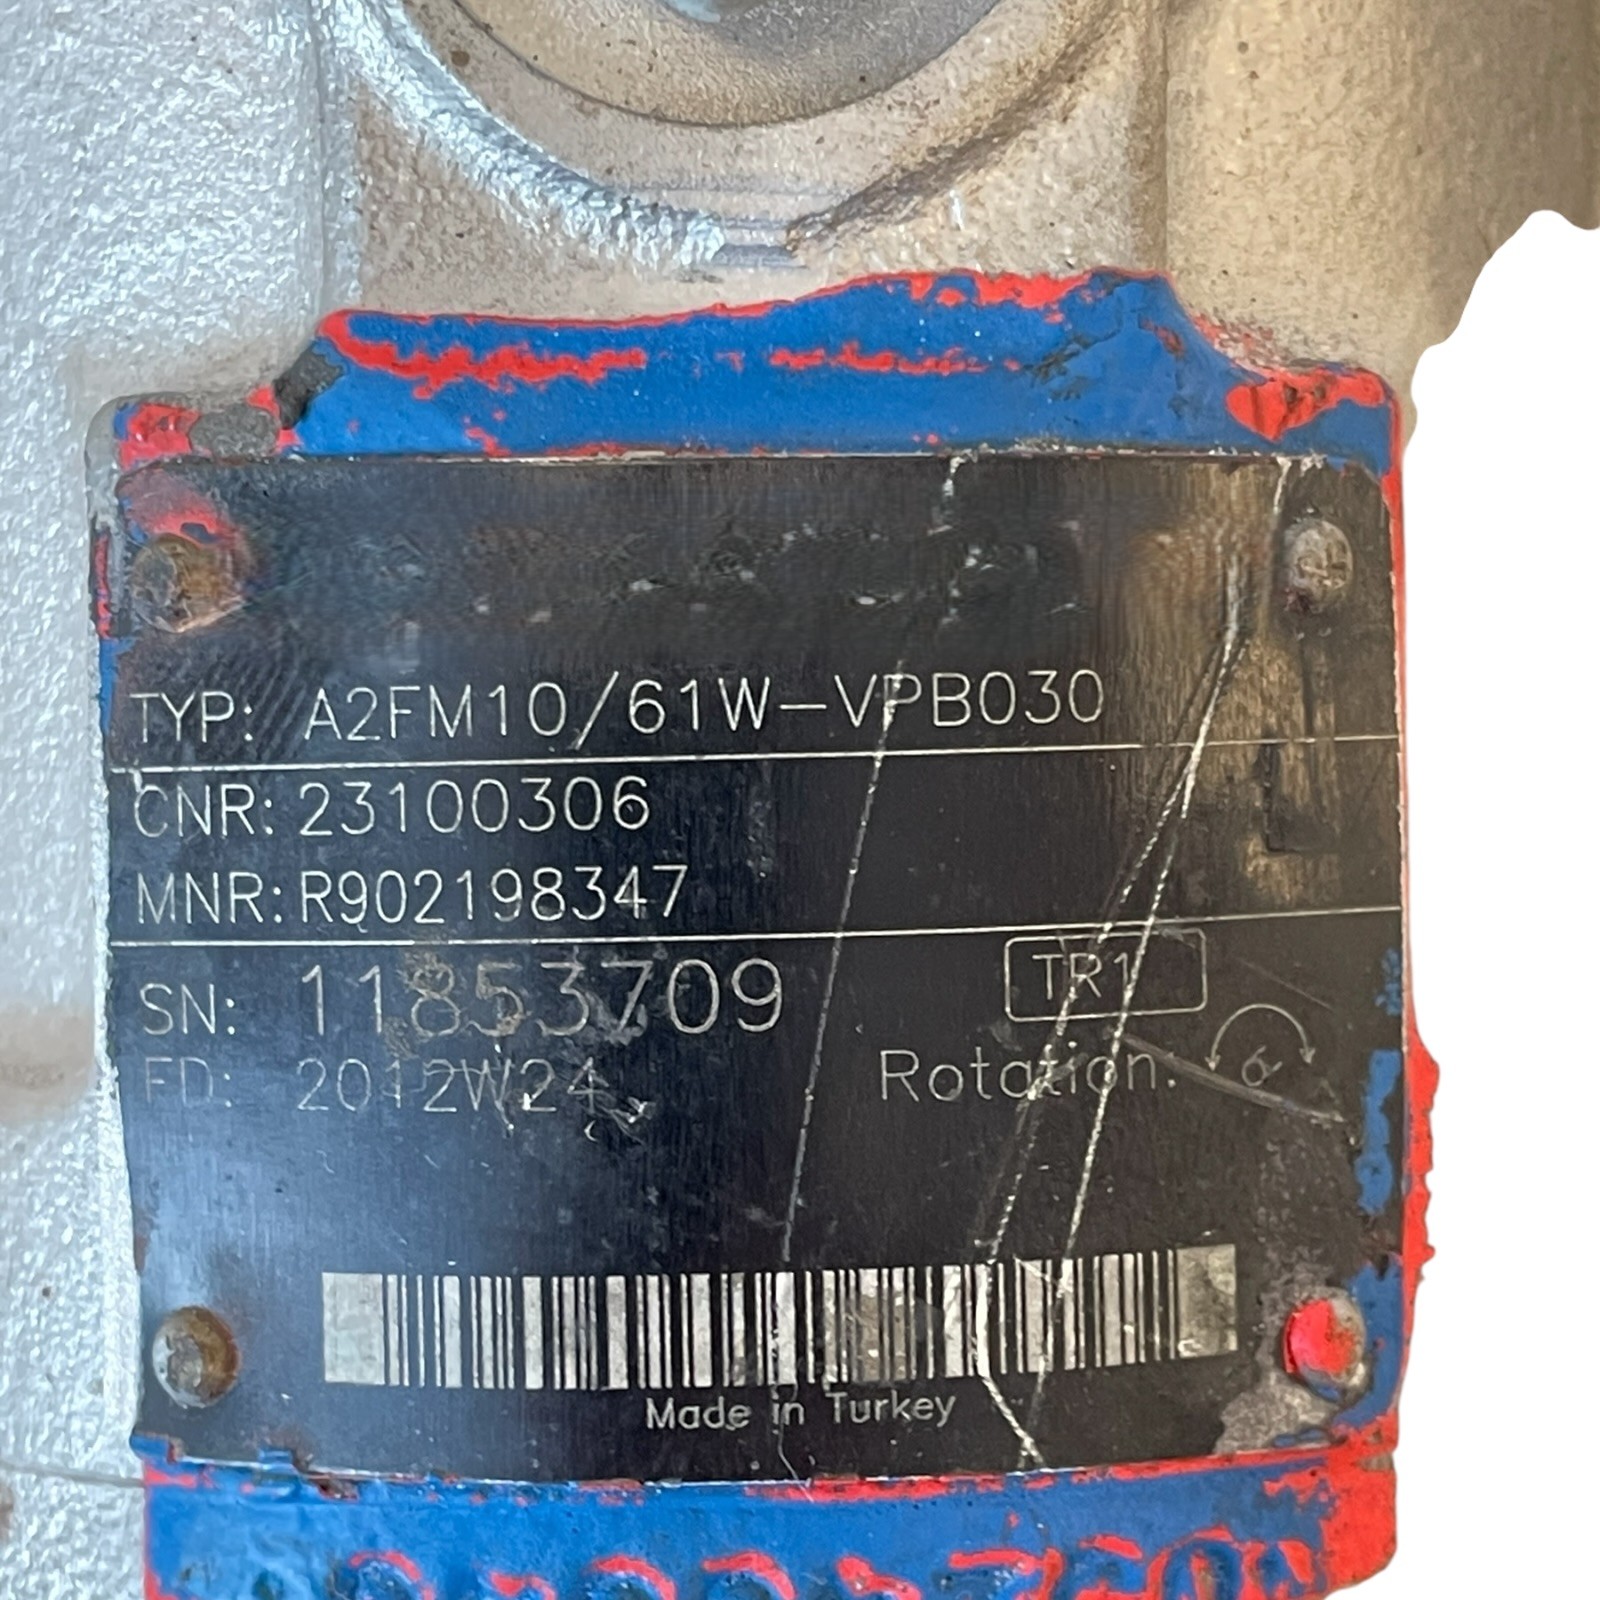 TYP: A2FM10/61W-VPB030
CNR: 23100306
MNR: R902198347
SN: 11853709
TR1
FD: 2012W24
Rotation:
Made in Turkey